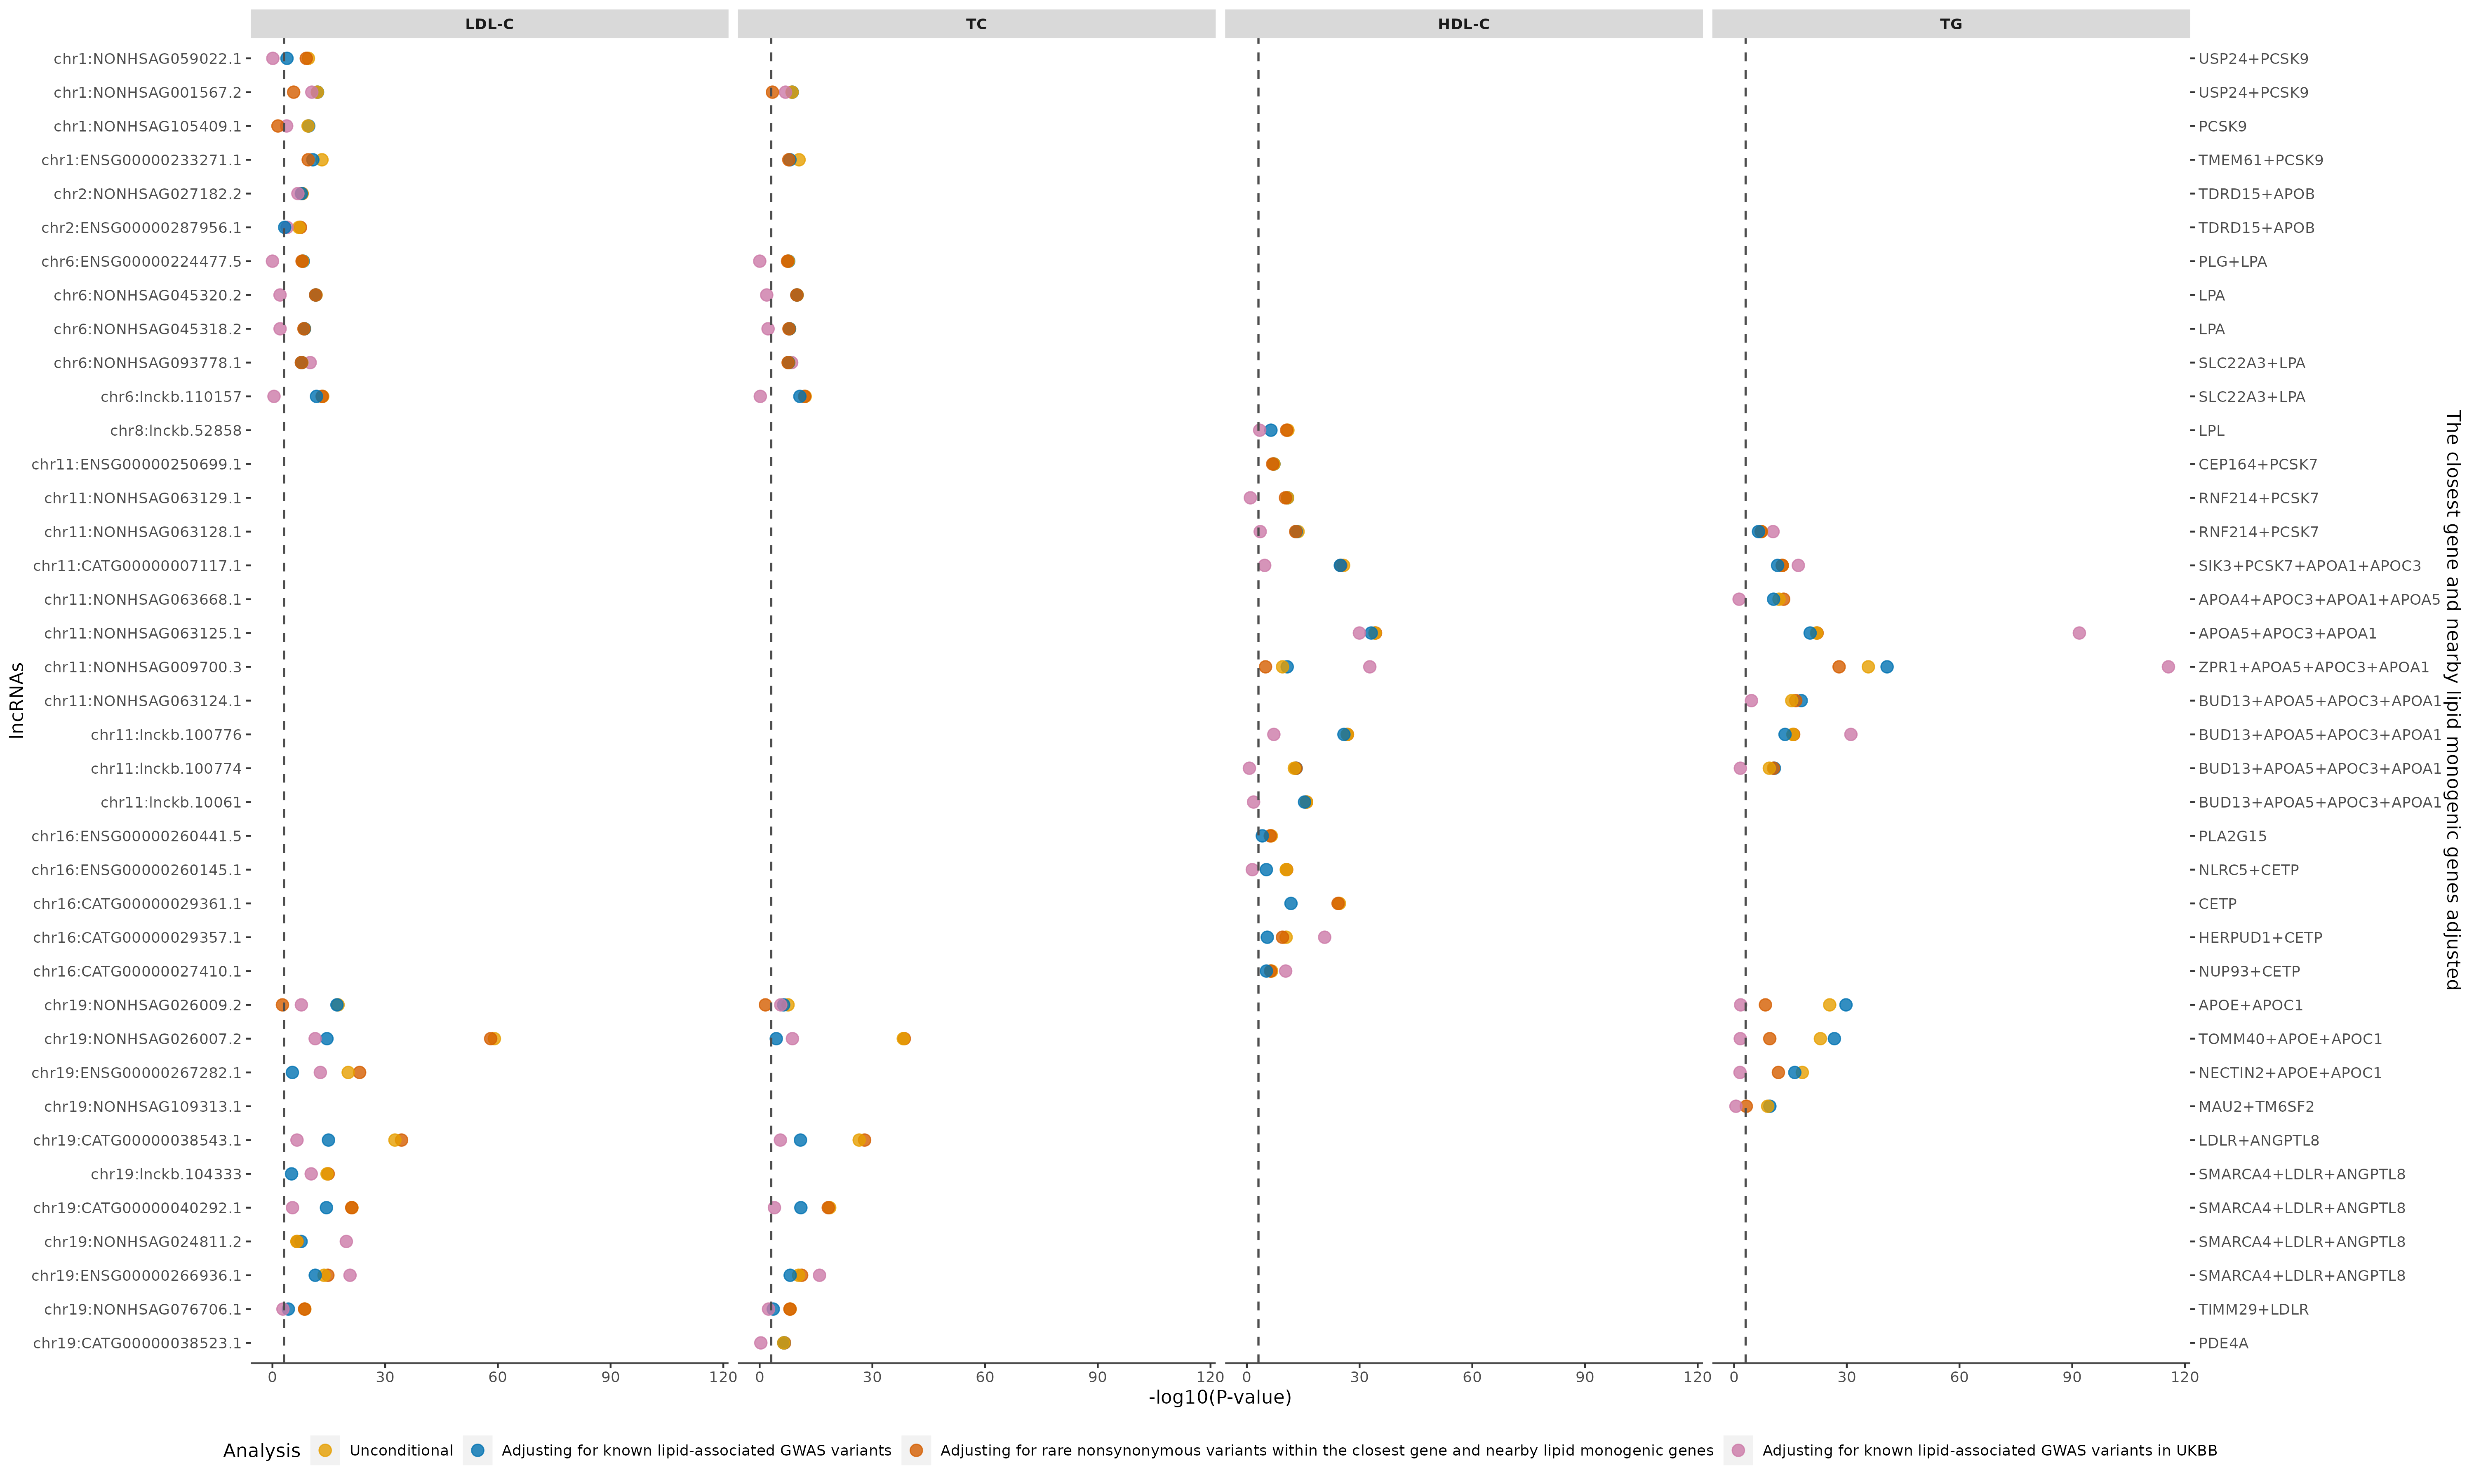 LDL-C TC HDL-C TG
chr1:NONHSAG059022.1 USP24+PCSK9
chr1:NONHSAG001567.2 USP24+PCSK9
chr1:NONHSAG105409.1 PCSK9
chr1:ENSG00000233271.1 TMEM61+PCSK9
chr2:NONHSAG027182.2 TDRD15+APOB
chr2:ENSG00000287956.1 TDRD15+APOB
chr6:ENSG00000224477.5 PLG+LPA
chr6:NONHSAG045320.2 LPA
chr6:NONHSAG045318.2 LPA
chr6:NONHSAG093778.1 SLC22A3+LPA
chr6:lnckb.110157 SLC22A3+LPA
chr8:lnckb.52858 LPL
chr11:ENSG00000250699.1 CEP164+PCSK7
chr11:NONHSAG063129.1 RNF214+PCSK7
chr11:NONHSAG063128.1 RNF214+PCSK7
chr11:CATG00000007117.1 SIK3+PCSK7+APOA1+APOC3
chr11:NONHSAG063668.1 APOA4+APOC3+APOA1+APOA5
chr11:NONHSAG063125.1 APOA5+APOC3+APOA1
chr11:NONHSAG009700.3 ZPR1+APOA5+APOC3+APOA1
chr11:NONHSAG063124.1 BUD13+APOA5+APOC3+APOA1
chr11:lnckb.100776 BUD13+APOA5+APOC3+APOA1
chr11:lnckb.100774 BUD13+APOA5+APOC3+APOA1
chr11:lnckb.10061 BUD13+APOA5+APOC3+APOA1
chr16:ENSG00000260441.5 PLA2G15
chr16:ENSG00000260145.1 NLRC5+CETP
chr16:CATG00000029361.1 CETP
chr16:CATG00000029357.1 HERPUD1+CETP
chr16:CATG00000027410.1 NUP93+CETP
chr19:NONHSAG026009.2 APOE+APOC1
chr19:NONHSAG026007.2 TOMM40+APOE+APOC1
chr19:ENSG00000267282.1 NECTIN2+APOE+APOC1
chr19:NONHSAG109313.1 MAU2+TM6SF2
chr19:CATG00000038543.1 LDLR+ANGPTL8
chr19:lnckb.104333 SMARCA4+LDLR+ANGPTL8
chr19:CATG00000040292.1 SMARCA4+LDLR+ANGPTL8
chr19:NONHSAG024811.2 SMARCA4+LDLR+ANGPTL8
chr19:ENSG00000266936.1 SMARCA4+LDLR+ANGPTL8
chr19:NONHSAG076706.1 TIMM29+LDLR
chr19:CATG00000038523.1 PDE4A
lncRNAs
The closest gene and nearby lipid monogenic genes adjusted
0 30 60 90 120 0 30 60 90 120 0 30 60 90 120 0 30 60 90 120
-log10(P-value)
Analysis Unconditional Adjusting for known lipid-associated GWAS variants Adjusting for rare nonsynonymous variants within the closest gene and nearby lipid monogenic genes Adjusting for known lipid-associated GWAS variants in UKBB